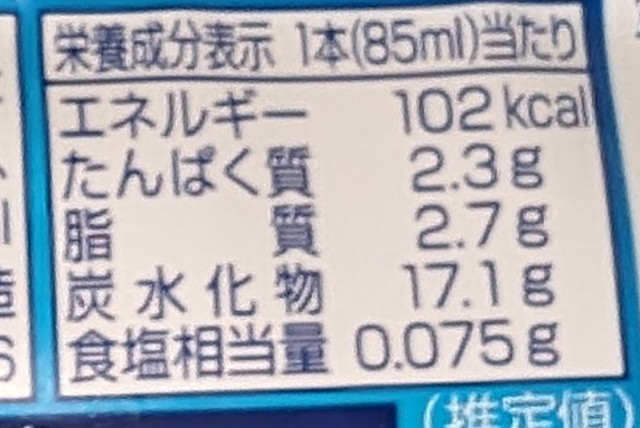 栄養成分表示 1本(85ml)当たり
エネルギー 102kcal
たんぱく質 2.3g
脂質 2.7g
炭水化物 17.1g
食塩相当量 0.075g
(推定値)